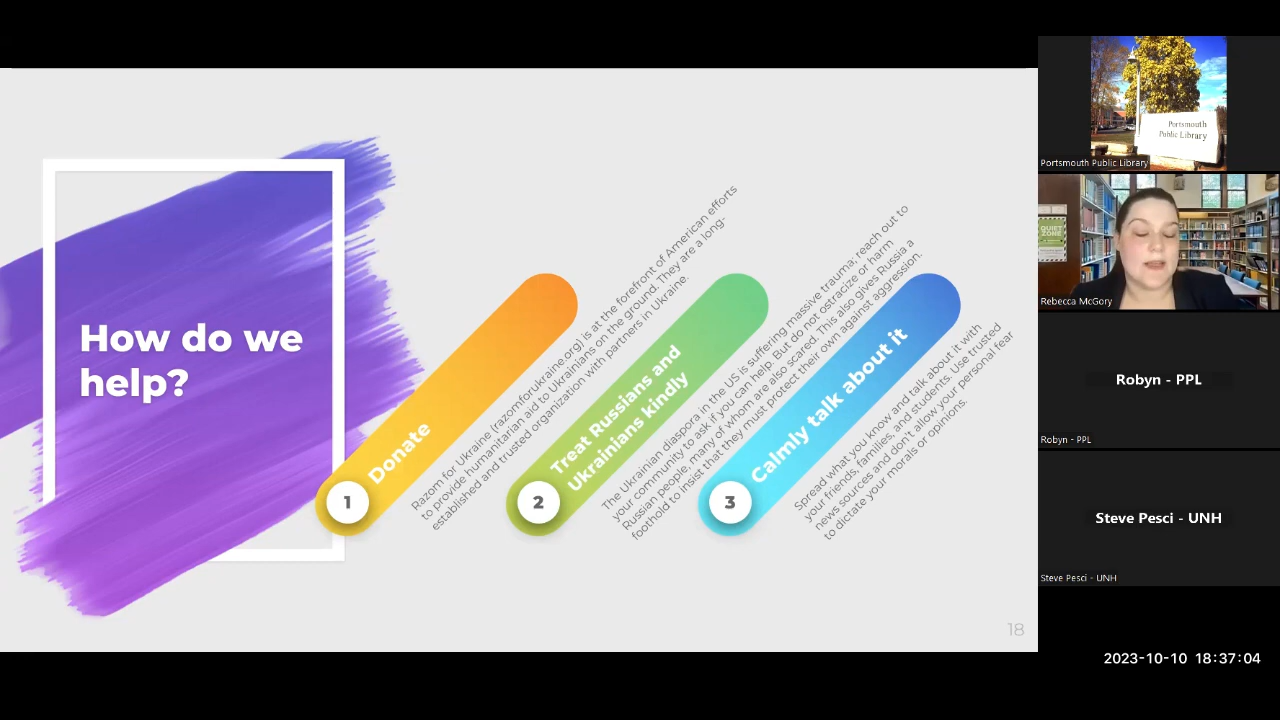 How do we
help?
1
Donate
Razom for Ukraine (razomforukraine.org) is at the forefront of American efforts
to provide humanitarian aid to Ukrainians on the ground. They are a long-
established and trusted organization with partners in Ukraine.
2
Treat Russians and
Ukrainians kindly
The Ukrainian diaspora in the US is suffering massive trauma; reach out to
your community to ask if you can help. But do not ostracize or harm
Russian people, many of whom are also scared. This also gives Russia a
foothold to insist that they must protect their own against aggression.
3
Calmly talk about it
Spread what you know and talk about it with
your friends, families, and students. Use trusted
news sources and don't allow your personal fear
to dictate your morals or opinions.
18
Portsmouth
Public Library
Portsmouth Public Library
QUIET
ZONE
Rebecca McGory
Robyn - PPL
Robyn - PPL
Steve Pesci - UNH
Steve Pesci - UNH
2023-10-10 18:37:04